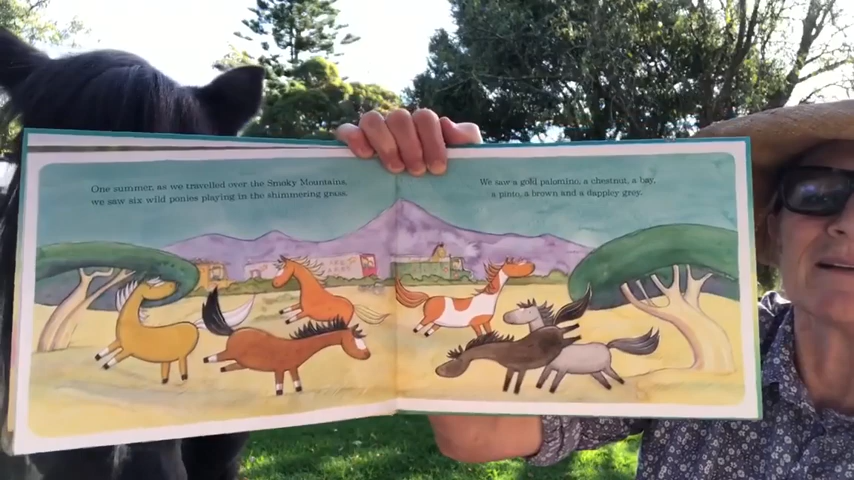 One summer, as we travelled over the Smoky Mountains,
we saw six wild ponies playing in the shimmering grass.
We saw a gold palomino, a chestnut, a bay,
a pinto, a brown and a dappley grey.